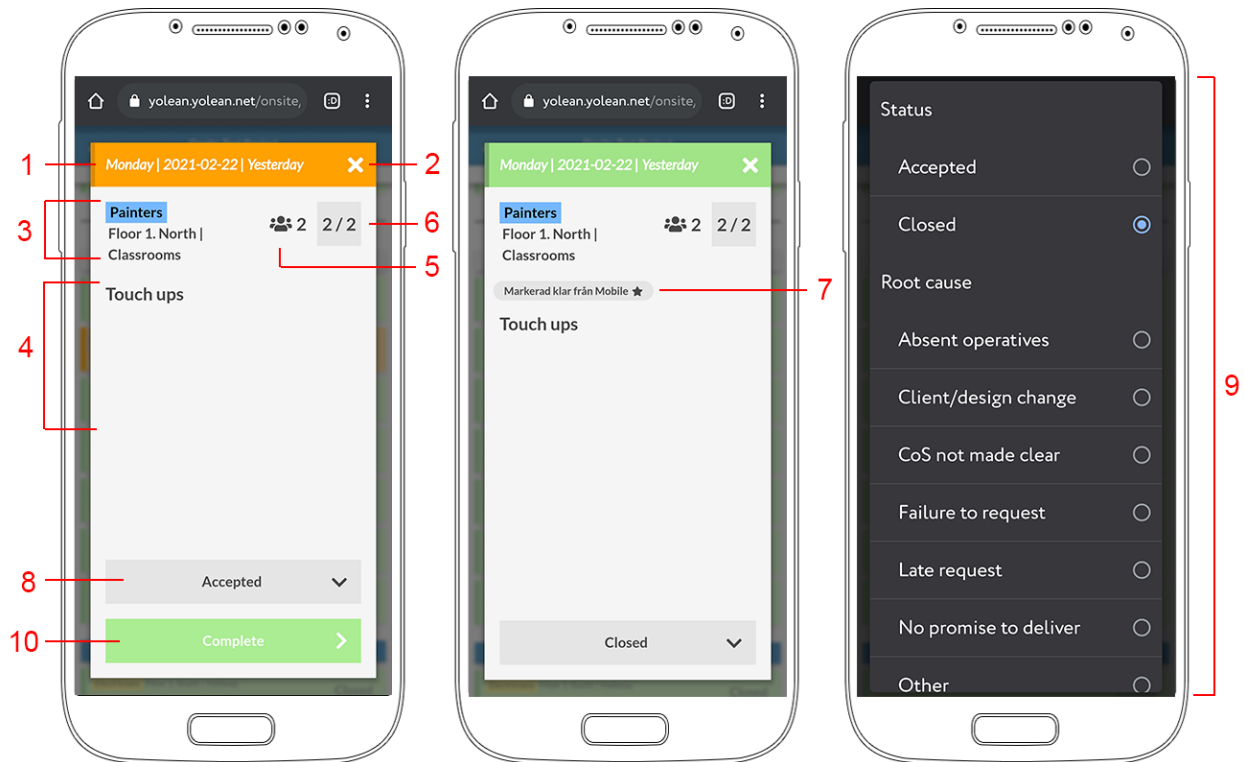 yolean.yolean.net/onsite,
:D
1
Monday | 2021-02-22 | Yesterday
2
3
Painters
Floor 1. North |
Classrooms
2
2 / 2
6
5
4
Touch ups
8
Accepted
10
Complete
yolean.yolean.net/onsite,
:D
Monday | 2021-02-22 | Yesterday
Painters
Floor 1. North |
Classrooms
2
2 / 2
Markerad klar från Mobile
7
Touch ups
Closed
Status
Accepted
Closed
Root cause
Absent operatives
Client/design change
CoS not made clear
Failure to request
Late request
No promise to deliver
Other
9